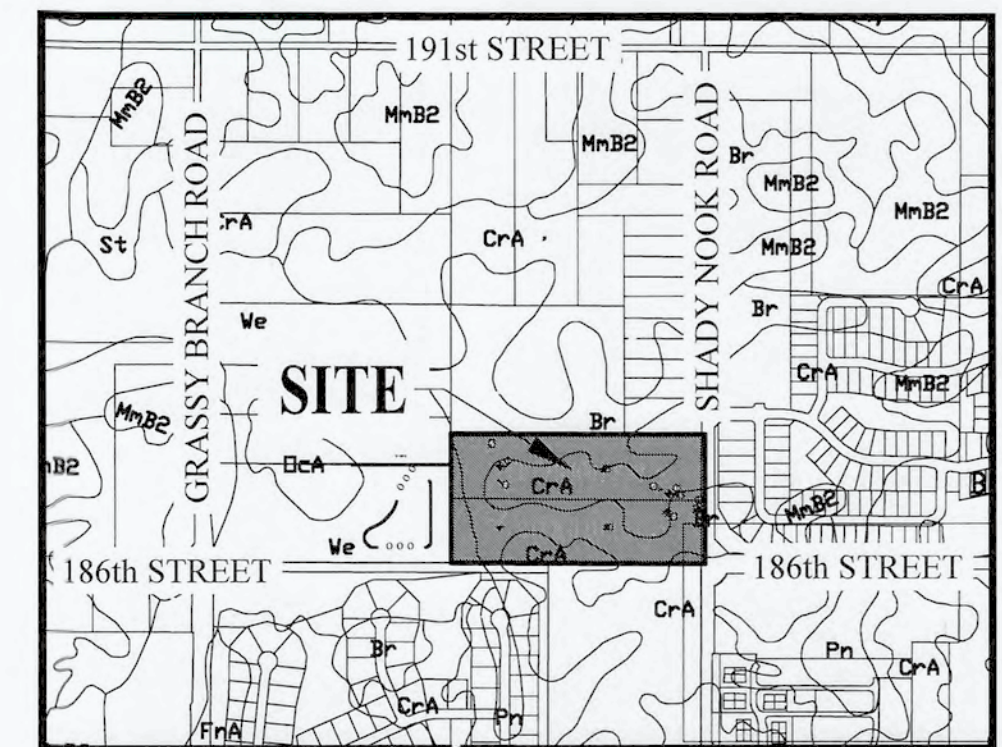 191st STREET
MmB2
MmB2
MmB2
GRASSY BRANCH ROAD
SHADY NOOK ROAD
Br
MmB2
MmB2
St
CrA
MmB2
CrA
Br
We
SITE
CrA
MmB2
MmB2
Br
CrA
MmB2
We
CrA
186th STREET
186th STREET
CrA
Br
Pn
CrA
CrA
Pn
FnA